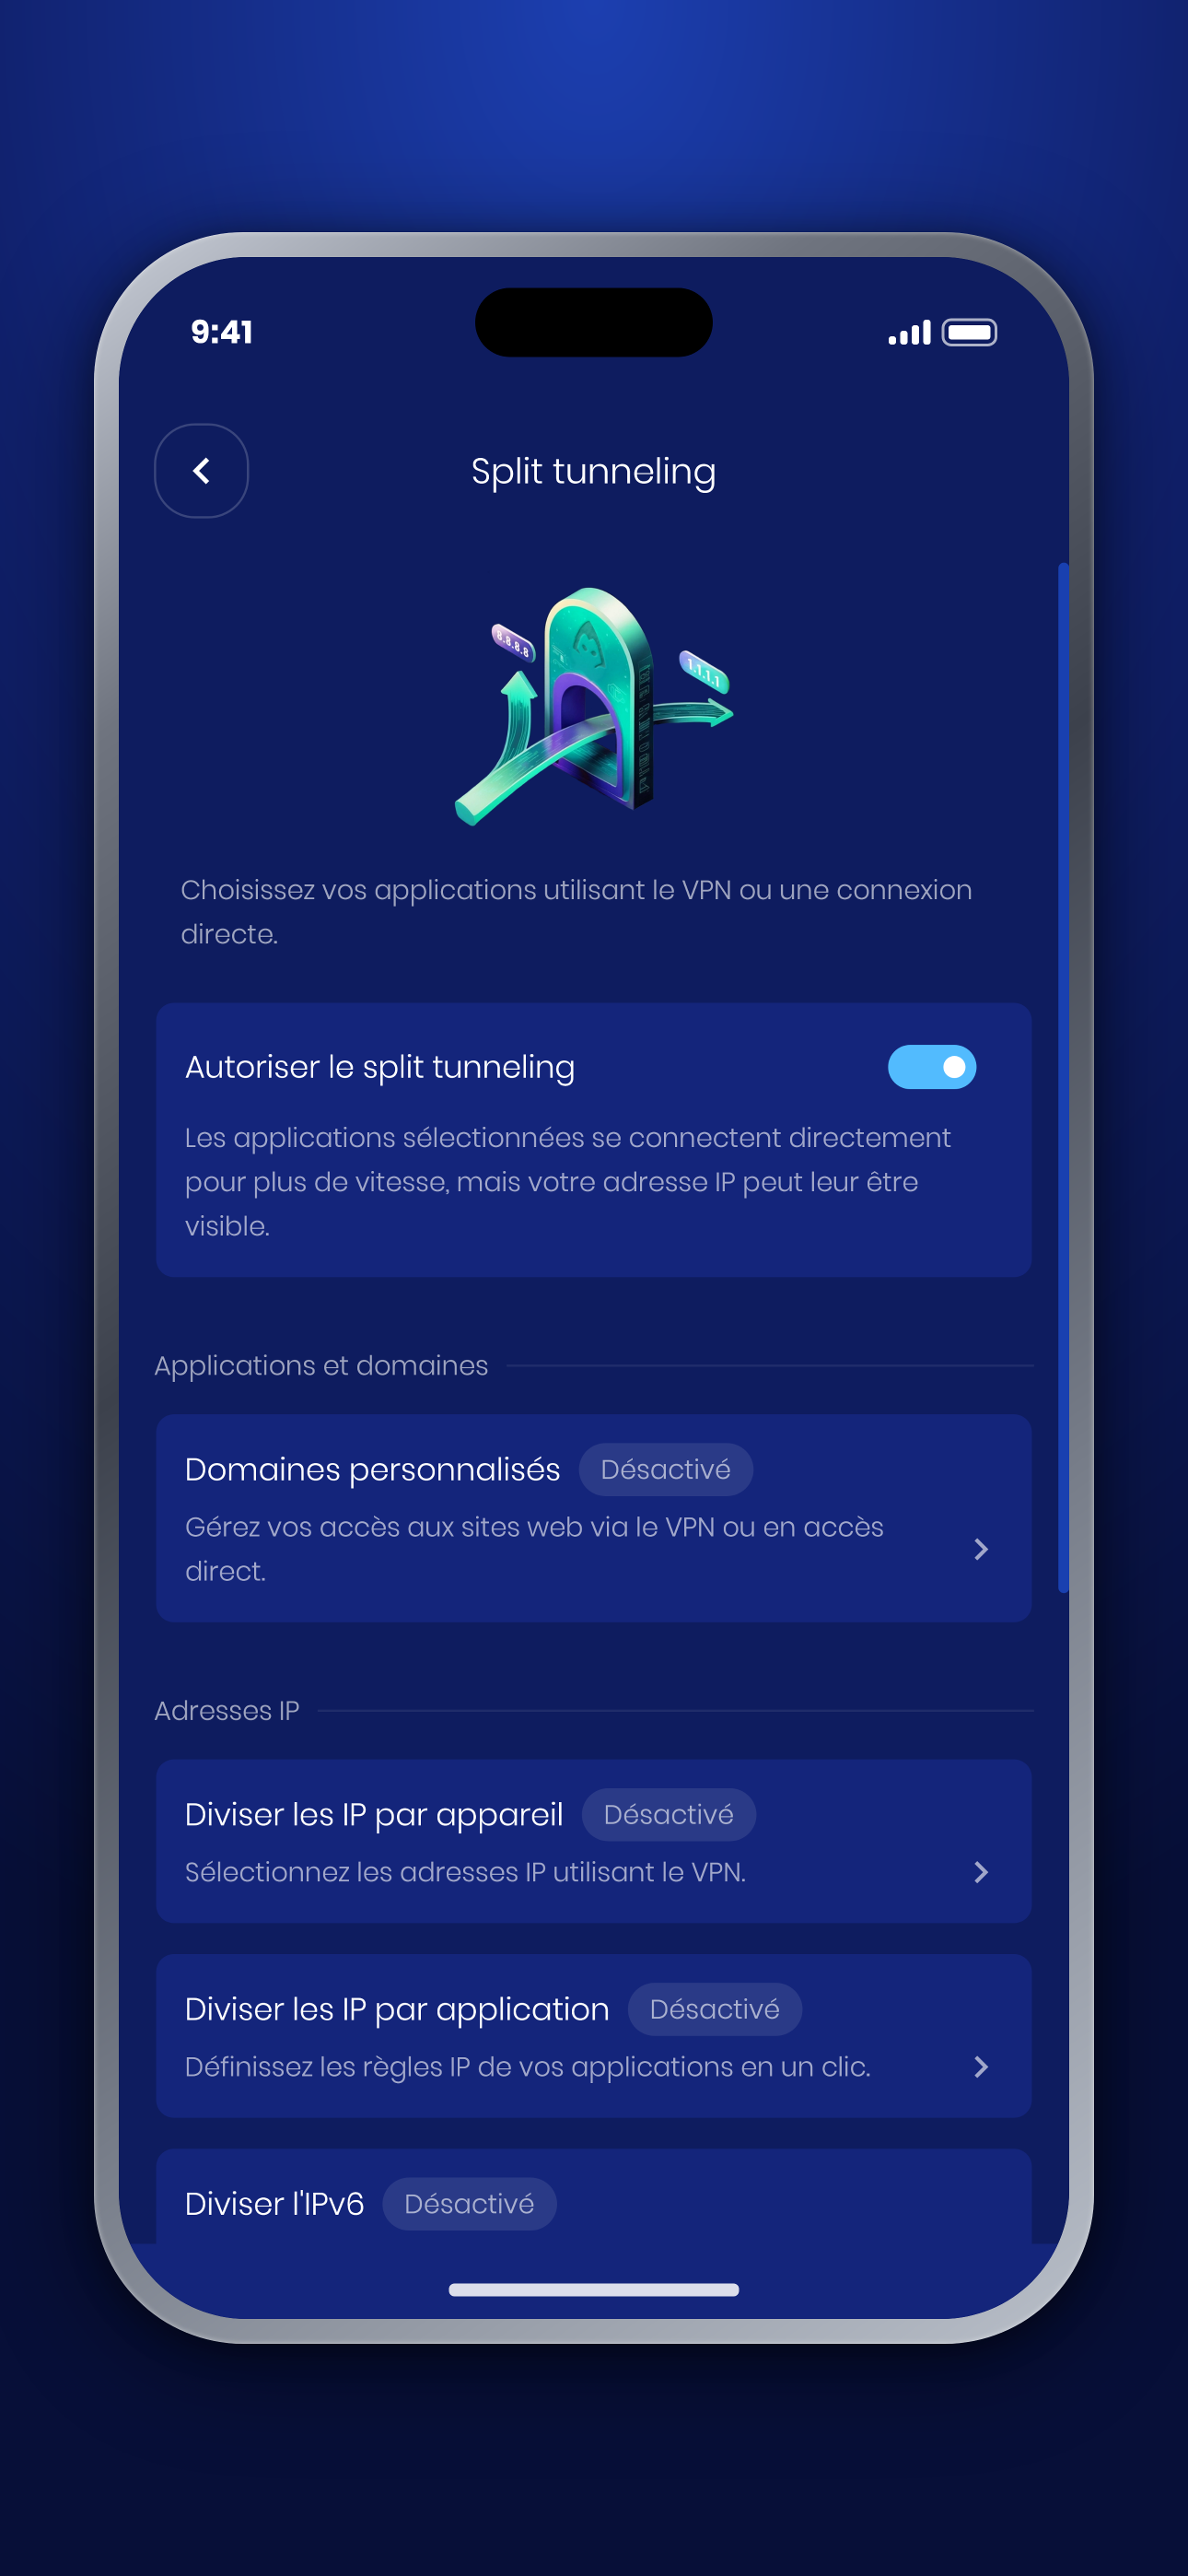 9:41
Split tunneling
8.8.8.8
1.1.1.1
Choisissez vos applications utilisant le VPN ou une connexion
directe.
Autoriser le split tunneling
Les applications sélectionnées se connectent directement
pour plus de vitesse, mais votre adresse IP peut leur être
visible.
Applications et domaines
Domaines personnalisés Désactivé
Gérez vos accès aux sites web via le VPN ou en accès
direct.
Adresses IP
Diviser les IP par appareil Désactivé
Sélectionnez les adresses IP utilisant le VPN.
Diviser les IP par application Désactivé
Définissez les règles IP de vos applications en un clic.
Diviser l'IPv6 Désactivé